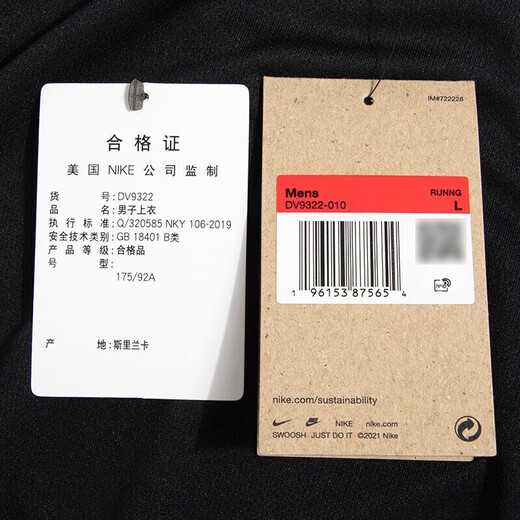 合格证
美国 NIKE 公司监制
货号:DV9322
品名:男子上衣
执行标准:Q/320585 NKY 106-2019
安全技术类别:GB 18401 B类
产品等级:合格品
号型:
175/92A
产地:斯里兰卡
IM#722228
Mens RUNNG
DV9322-010 L
1 96153 87565 4
nike.com/sustainability
NIKE
SWOOSH JUST DO IT ©2021 Nike